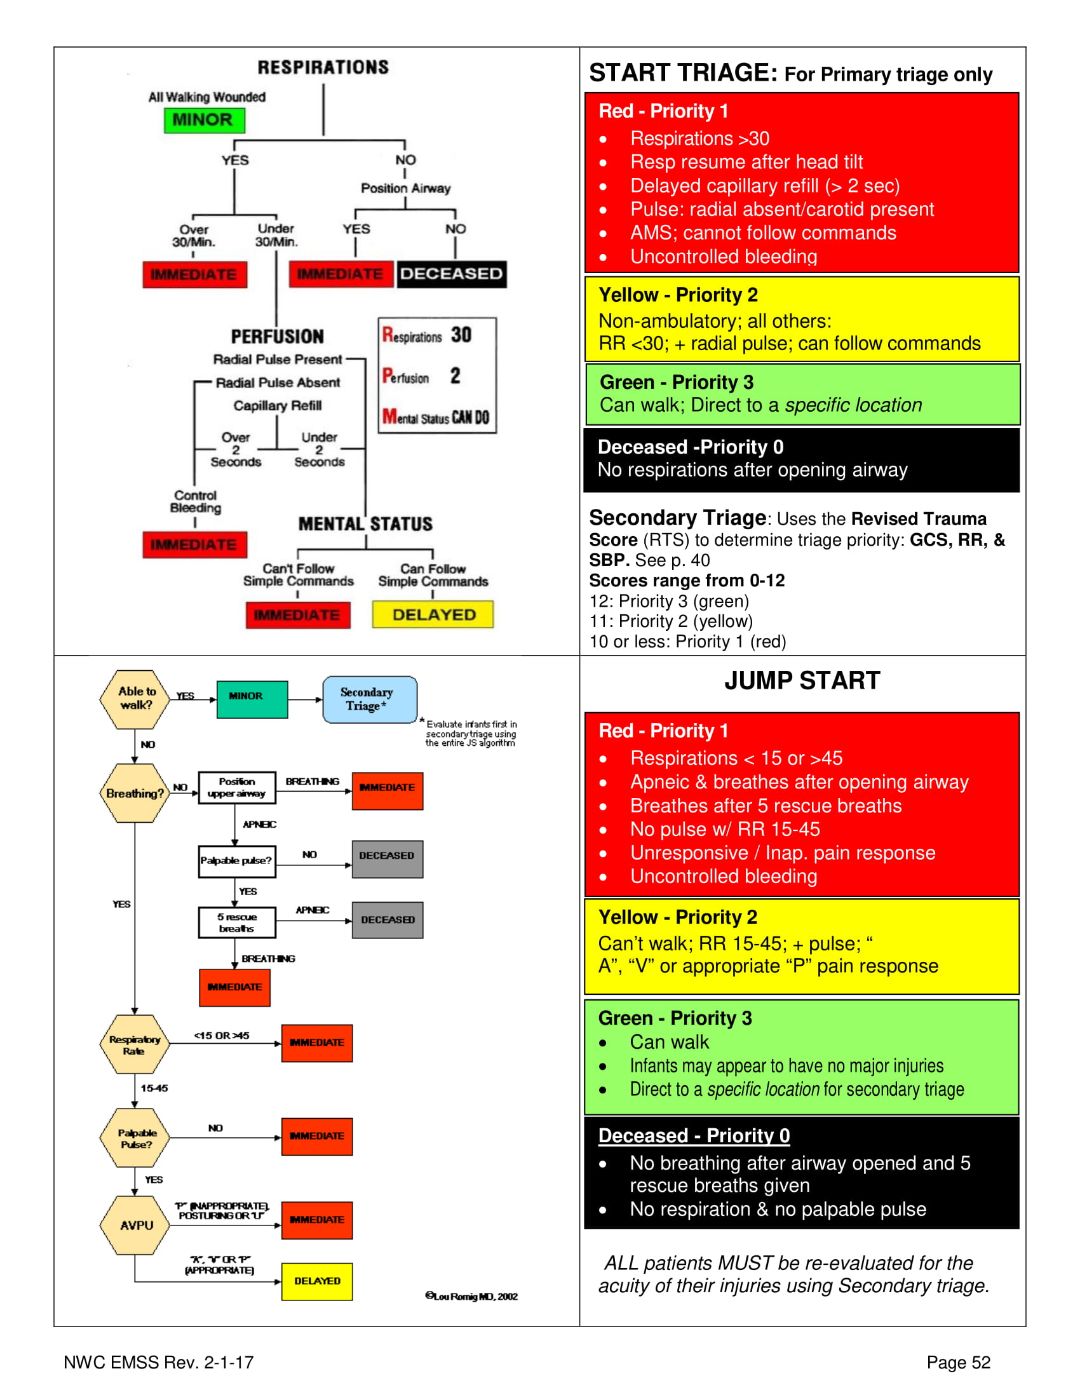 RESPIRATIONS
All Walking Wounded
MINOR
YES
NO
Position Airway
Over
30/Min.
Under
30/Min.
YES
NO
IMMEDIATE
IMMEDIATE
DECEASED
PERFUSION
Radial Pulse Present
Radial Pulse Absent
Capillary Refill
Over
2
Seconds
Under
2
Seconds
Respirations 30
Perfusion 2
Mental Status CAN DO
Control
Bleeding
IMMEDIATE
MENTAL STATUS
Can't Follow
Simple Commands
Can Follow
Simple Commands
IMMEDIATE
DELAYED
START TRIAGE: For Primary triage only
Red - Priority 1
• Respirations >30
• Resp resume after head tilt
• Delayed capillary refill (> 2 sec)
• Pulse: radial absent/carotid present
• AMS; cannot follow commands
• Uncontrolled bleeding
Yellow - Priority 2
Non-ambulatory; all others:
RR <30; + radial pulse; can follow commands
Green - Priority 3
Can walk; Direct to a specific location
Deceased -Priority 0
No respirations after opening airway
Secondary Triage: Uses the Revised Trauma
Score (RTS) to determine triage priority: GCS, RR, &
SBP. See p. 40
Scores range from 0-12
12: Priority 3 (green)
11: Priority 2 (yellow)
10 or less: Priority 1 (red)
Able to
walk?
YES
MINOR
Secondary
Triage*
* Evaluate infants first in
secondary triage using
the entire JS algorithm
NO
Breathing?
NO
Position
upper airway
BREATHING
IMMEDIATE
APNEIC
Palpable pulse?
NO
DECEASED
YES
YES
5 rescue
breaths
APNEIC
DECEASED
BREATHING
IMMEDIATE
Respiratory
Rate
<15 OR >45
IMMEDIATE
15-45
Palpable
Pulse?
NO
IMMEDIATE
YES
AVPU
"P" (INAPPROPRIATE),
POSTURING OR "U"
IMMEDIATE
"A", "V" OR "P"
(APPROPRIATE)
DELAYED
©Lou Romig MD, 2002
JUMP START
Red - Priority 1
• Respirations < 15 or >45
• Apneic & breathes after opening airway
• Breathes after 5 rescue breaths
• No pulse w/ RR 15-45
• Unresponsive / Inap. pain response
• Uncontrolled bleeding
Yellow - Priority 2
Can't walk; RR 15-45; + pulse; “
A”, “V” or appropriate “P” pain response
Green - Priority 3
• Can walk
• Infants may appear to have no major injuries
• Direct to a specific location for secondary triage
Deceased - Priority 0
• No breathing after airway opened and 5
rescue breaths given
• No respiration & no palpable pulse
ALL patients MUST be re-evaluated for the
acuity of their injuries using Secondary triage.
NWC EMSS Rev. 2-1-17
Page 52